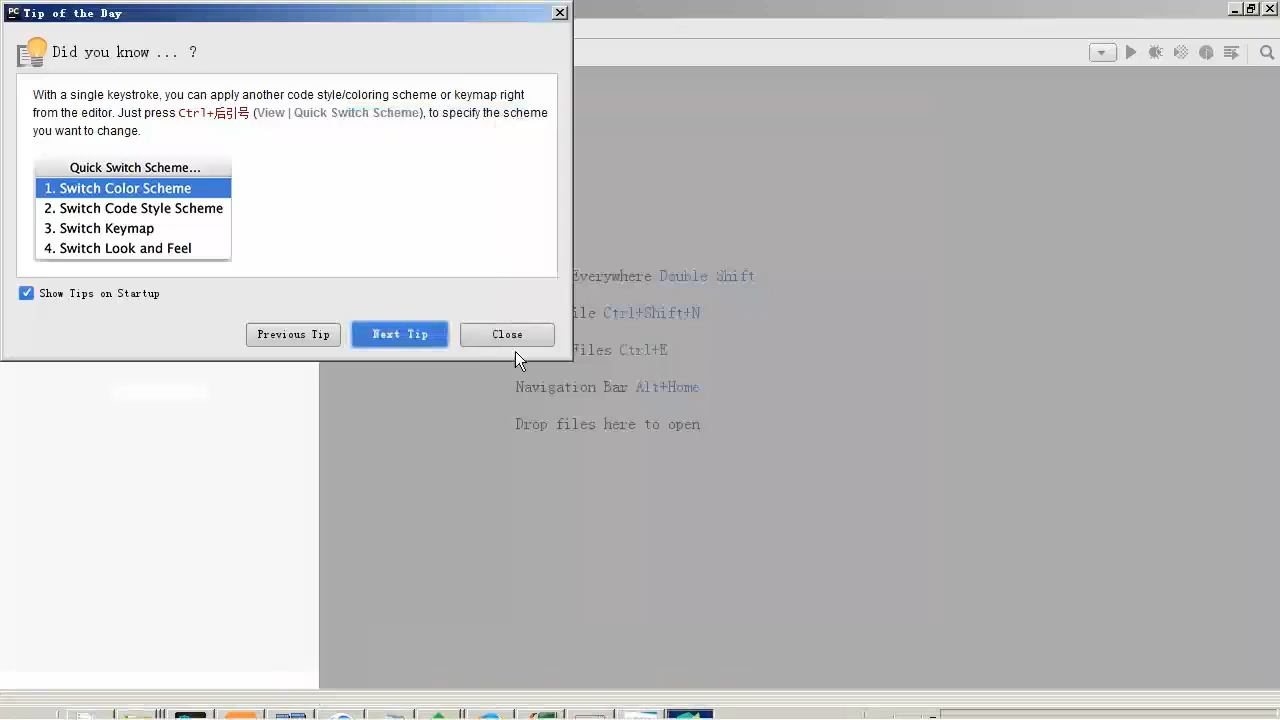 PC Tip of the Day
Did you know ... ?
With a single keystroke, you can apply another code style/coloring scheme or keymap right
from the editor. Just press Ctrl+后引号 (View | Quick Switch Scheme), to specify the scheme
you want to change.
Quick Switch Scheme...
1. Switch Color Scheme
2. Switch Code Style Scheme
3. Switch Keymap
4. Switch Look and Feel
Show Tips on Startup
Previous Tip
Next Tip
Close
Everywhere Double Shift
ile Ctrl+Shift+N
Files Ctrl+E
Navigation Bar Alt+Home
Drop files here to open